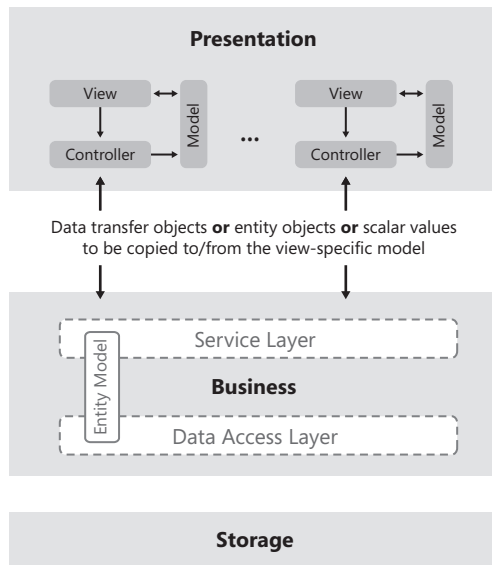 Presentation
View
Model
Controller
...
View
Model
Controller
Data transfer objects or entity objects or scalar values
to be copied to/from the view-specific model
Service Layer
Entity Model
Business
Data Access Layer
Storage